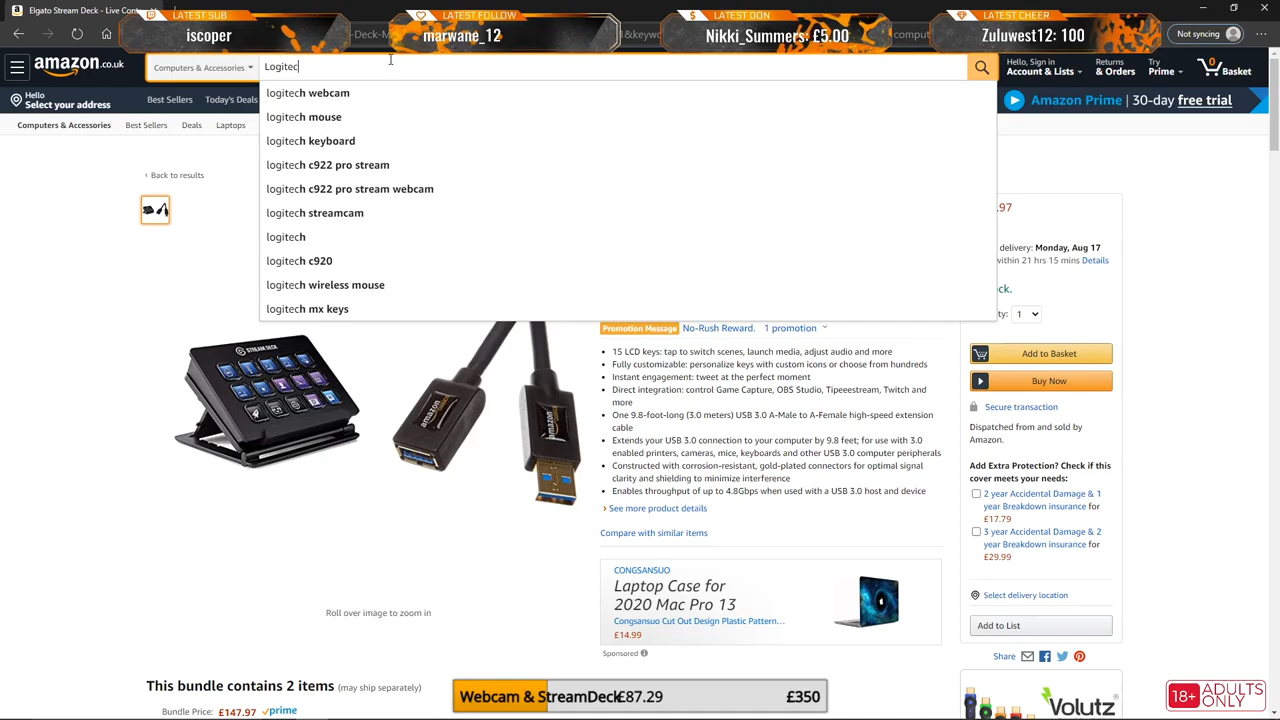 Elgato Stream Deck - Live Con
LATEST SUB
iscoper
LATEST FOLLOW
marwane_12
LATEST DON
Nikki_Summers: £5.00
LATEST CHEER
Zuluwest12: 100
Not syncing
amazon.co.uk
Computers & Accessories
Logitec
Hello, Sign in
Account & Lists
Returns
& Orders
Try
Prime
0
Basket
Hello
Select your address
Best Sellers
Today's Deals
Amazon Prime | 30-day free trial
Computers & Accessories
Best Sellers
Deals
Laptops
logitech webcam
logitech mouse
logitech keyboard
logitech c922 pro stream
logitech c922 pro stream webcam
logitech streamcam
logitech
logitech c920
logitech wireless mouse
logitech mx keys
‹ Back to results
.97
delivery: Monday, Aug 17
within 21 hrs 15 mins Details
ock.
ty: 1
Promotion Message No-Rush Reward. 1 promotion
• 15 LCD keys: tap to switch scenes, launch media, adjust audio and more
• Fully customizable: personalize keys with custom icons or choose from hundreds
• Instant engagement: tweet at the perfect moment
• Direct integration: control Game Capture, OBS Studio, Tipeeestream, Twitch and
more
• One 9.8-foot-long (3.0 meters) USB 3.0 A-Male to A-Female high-speed extension
cable
• Extends your USB 3.0 connection to your computer by 9.8 feet; for use with 3.0
enabled printers, cameras, mice, keyboards and other USB 3.0 computer peripherals
• Constructed with corrosion-resistant, gold-plated connectors for optimal signal
clarity and shielding to minimize interference
• Enables throughput of up to 4.8Gbps when used with a USB 3.0 host and device
› See more product details
Compare with similar items
Add to Basket
Buy Now
Secure transaction
Dispatched from and sold by
Amazon.
Add Extra Protection? Check if this
cover meets your needs:
2 year Accidental Damage & 1
year Breakdown insurance for
£17.79
3 year Accidental Damage & 2
year Breakdown insurance for
£29.99
Select delivery location
Add to List
Share
STREAM DECK
amazon
amazon
Roll over image to zoom in
CONGSANSUO
Laptop Case for
2020 Mac Pro 13
Congsansuo Cut Out Design Plastic Pattern…
£14.99
Sponsored
This bundle contains 2 items (may ship separately)
Bundle Price: £147.97 prime
Webcam & StreamDeck
£87.29
£350
Volutz
18+ ADULTS
ONLY